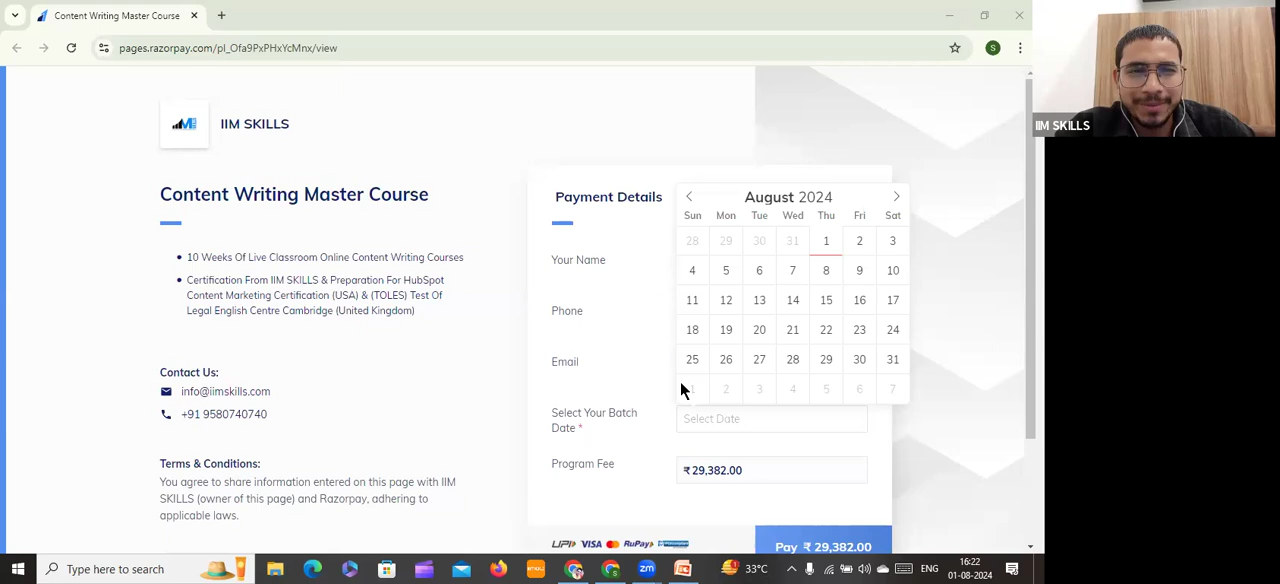 Content Writing Master Course
pages.razorpay.com/pl_Ofa9PxPHxYcMnx/view
S
IIM SKILLS
IIM SKILLS
Content Writing Master Course
10 Weeks Of Live Classroom Online Content Writing Courses
Certification From IIM SKILLS & Preparation For HubSpot
Content Marketing Certification (USA) & (TOLES) Test Of
Legal English Centre Cambridge (United Kingdom)
Contact Us:
info@iimskills.com
+91 9580740740
Terms & Conditions:
You agree to share information entered on this page with IIM
SKILLS (owner of this page) and Razorpay, adhering to
applicable laws.
Payment Details
Your Name
Phone
Email
Select Your Batch
Date *
Select Date
Program Fee
₹ 29,382.00
August 2024
Sun Mon Tue Wed Thu Fri Sat
28 29 30 31 1 2 3
4 5 6 7 8 9 10
11 12 13 14 15 16 17
18 19 20 21 22 23 24
25 26 27 28 29 30 31
1 2 3 4 5 6 7
UPI VISA RuPay
Pay ₹ 29,382.00
Type here to search
33°C
ENG
16:22
01-08-2024